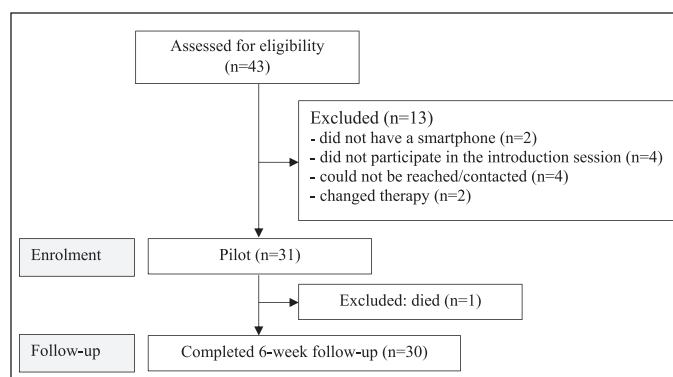 Assessed for eligibility
(n=43)
Excluded (n=13)
- did not have a smartphone (n=2)
- did not participate in the introduction session (n=4)
- could not be reached/contacted (n=4)
- changed therapy (n=2)
Enrolment
Pilot (n=31)
Excluded: died (n=1)
Follow-up
Completed 6-week follow-up (n=30)